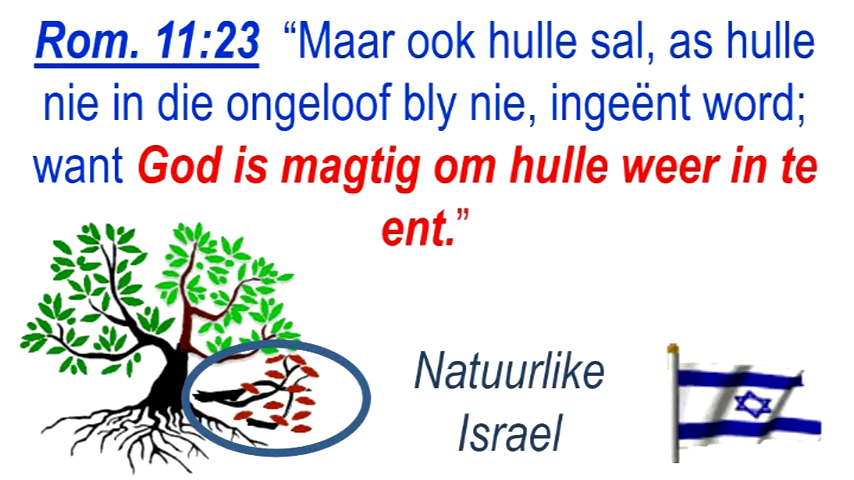 Rom. 11:23 “Maar ook hulle sal, as hulle
nie in die ongeloof bly nie, ingeënt word;
want God is magtig om hulle weer in te
ent.”
Natuurlike
Israel